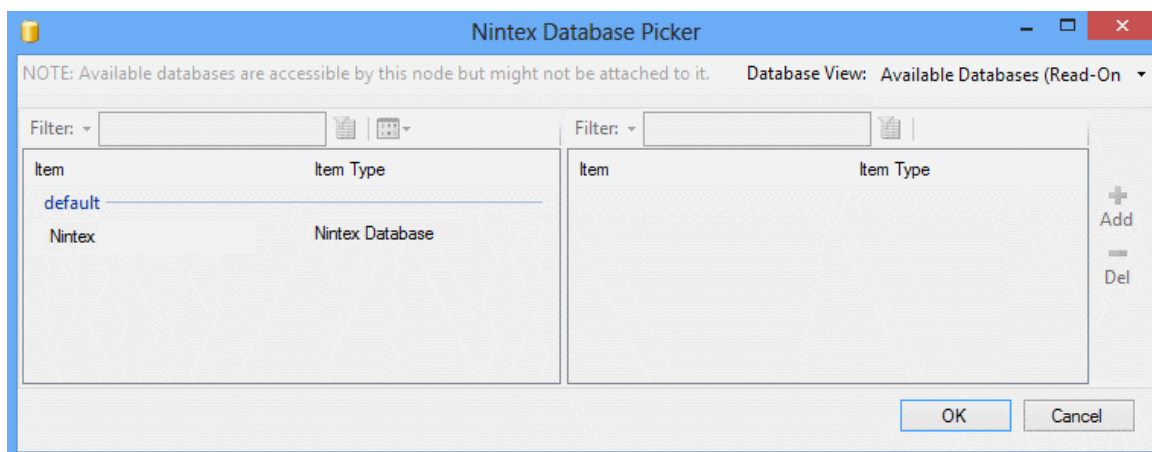 Nintex Database Picker
NOTE: Available databases are accessible by this node but might not be attached to it. Database View: Available Databases (Read-On
Filter: Filter:
Item Item Type Item Item Type
default
Nintex Nintex Database
Add
Del
OK Cancel